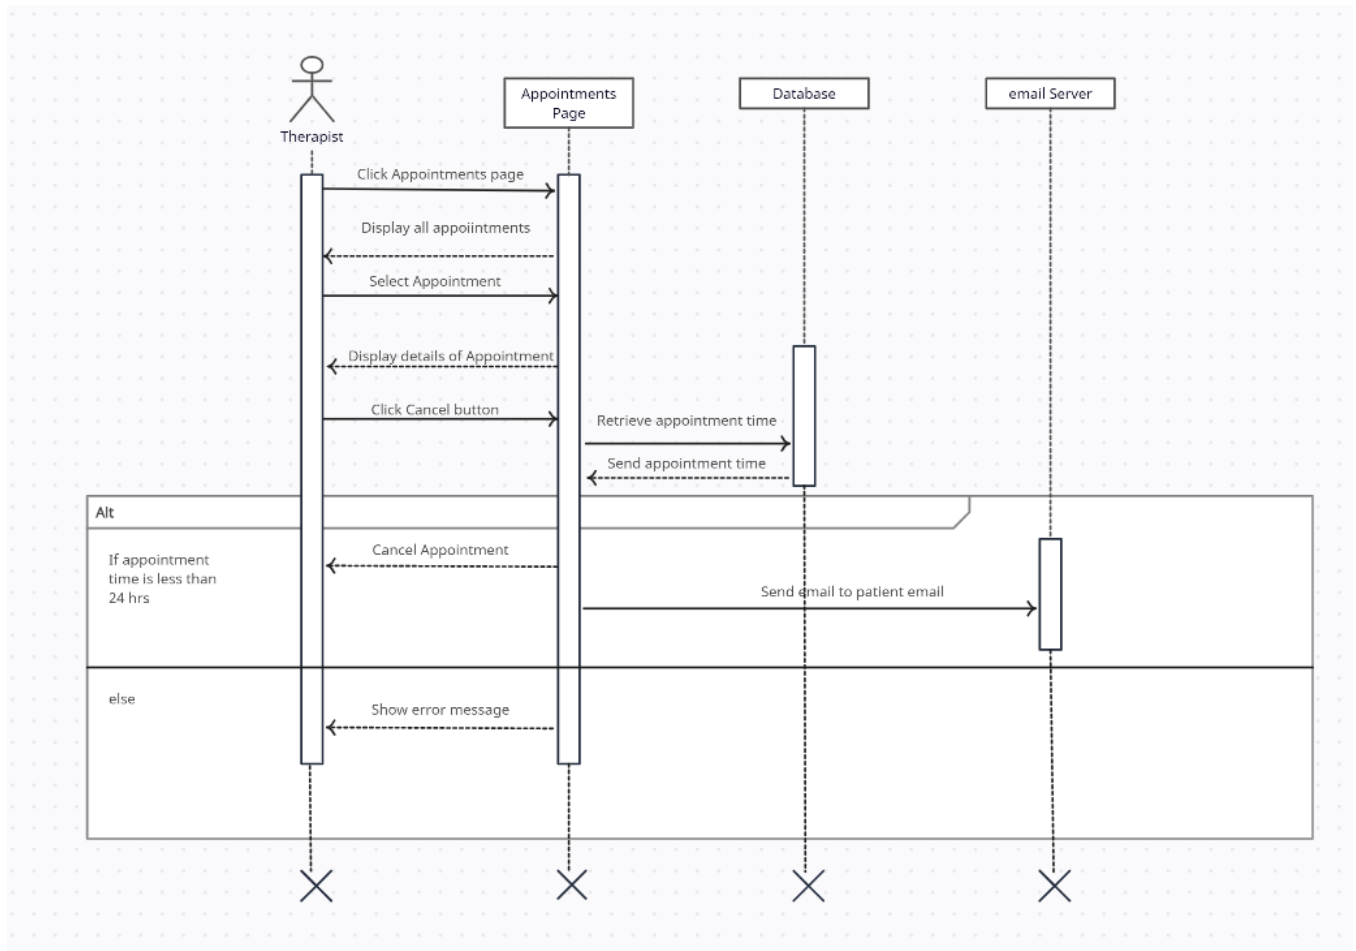 Therapist
Appointments
Page
Database
email Server
Click Appointments page
Display all appoiintments
Select Appointment
Display details of Appointment
Click Cancel button
Retrieve appointment time
Send appointment time
Alt
If appointment
time is less than
24 hrs
Cancel Appointment
Send email to patient email
else
Show error message